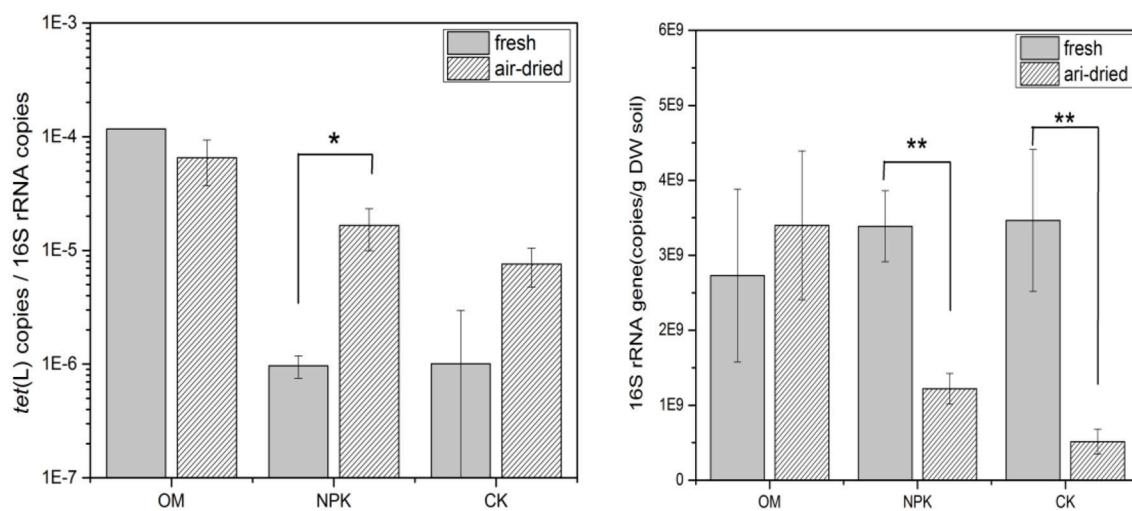 tet(L) copies / 16S rRNA copies
1E-3
1E-4
1E-5
1E-6
1E-7
fresh
air-dried
*
OM NPK CK
16S rRNA gene(copies/g DW soil)
6E9
5E9
4E9
3E9
2E9
1E9
0
fresh
ari-dried
**
**
OM NPK CK